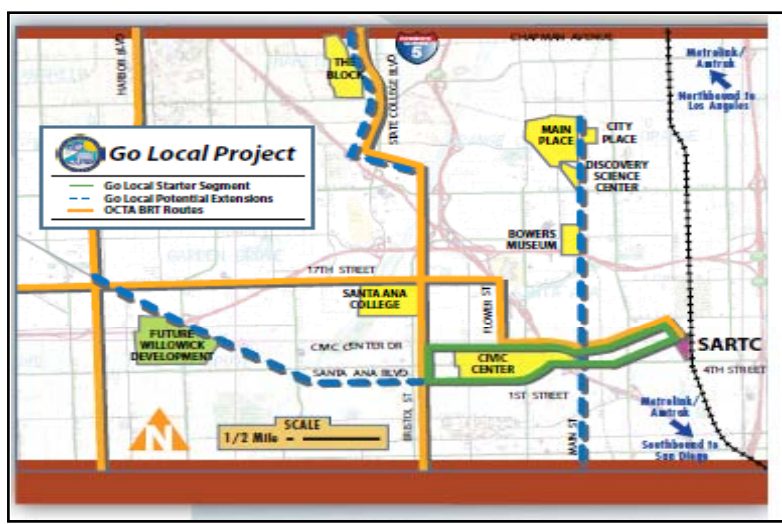 CHAPMAN AVENUE
HARBOR BLVD
THE
BLOCK
STATE COLLEGE BLVD
5
Metrolink/
Amtrak
Northbound to
Los Angeles
Go Local Project
Go Local Starter Segment
Go Local Potential Extensions
OCTA BRT Routes
MAIN
PLACE
CITY
PLACE
DISCOVERY
SCIENCE
CENTER
BOWERS
MUSEUM
GARDEN GROVE
17TH STREET
SANTA ANA
COLLEGE
FLOWER ST
SANTA ANA
FUTURE
WILLOWICK
DEVELOPMENT
CIVIC CENTER DR
CIVIC
CENTER
SARTC
4TH STREET
SANTA ANA BLVD
1ST STREET
BRISTOL ST
MAIN ST
N
SCALE
1/2 Mile
Metrolink/
Amtrak
Southbound to
San Diego